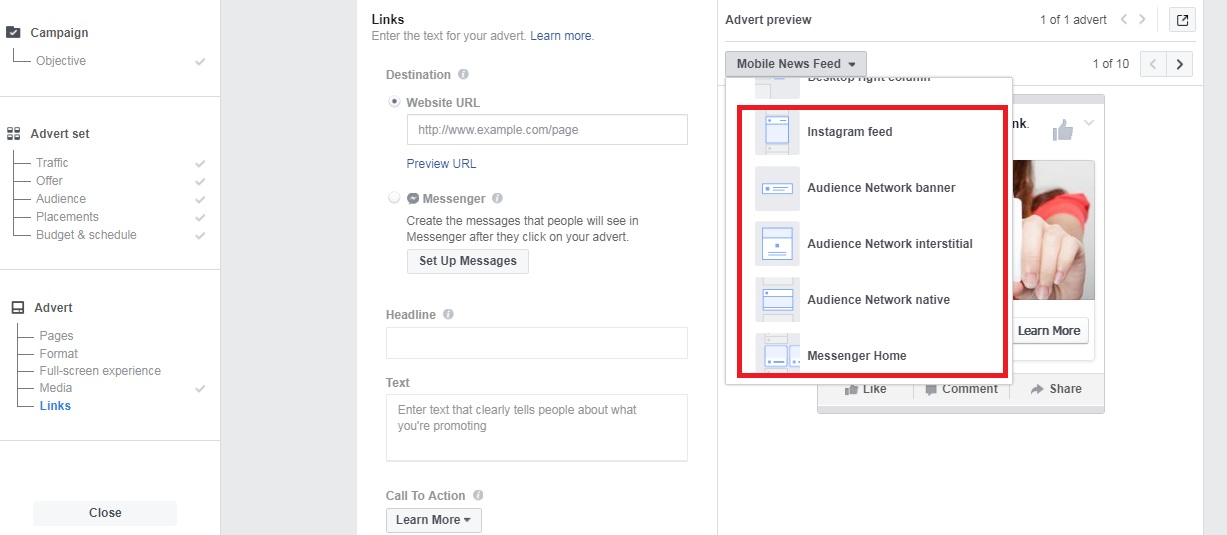 Campaign
Objective
Advert set
Traffic
Offer
Audience
Placements
Budget & schedule
Advert
Pages
Format
Full-screen experience
Media
Links
Close
Links
Enter the text for your advert. Learn more.
Destination
Website URL
http://www.example.com/page
Preview URL
Messenger
Create the messages that people will see in
Messenger after they click on your advert.
Set Up Messages
Headline
Text
Enter text that clearly tells people about what
you're promoting
Call To Action
Learn More
Advert preview
1 of 1 advert
Mobile News Feed
1 of 10
Desktop right column
Instagram feed
Audience Network banner
Audience Network interstitial
Audience Network native
Messenger Home
nk.
Learn More
Like Comment Share